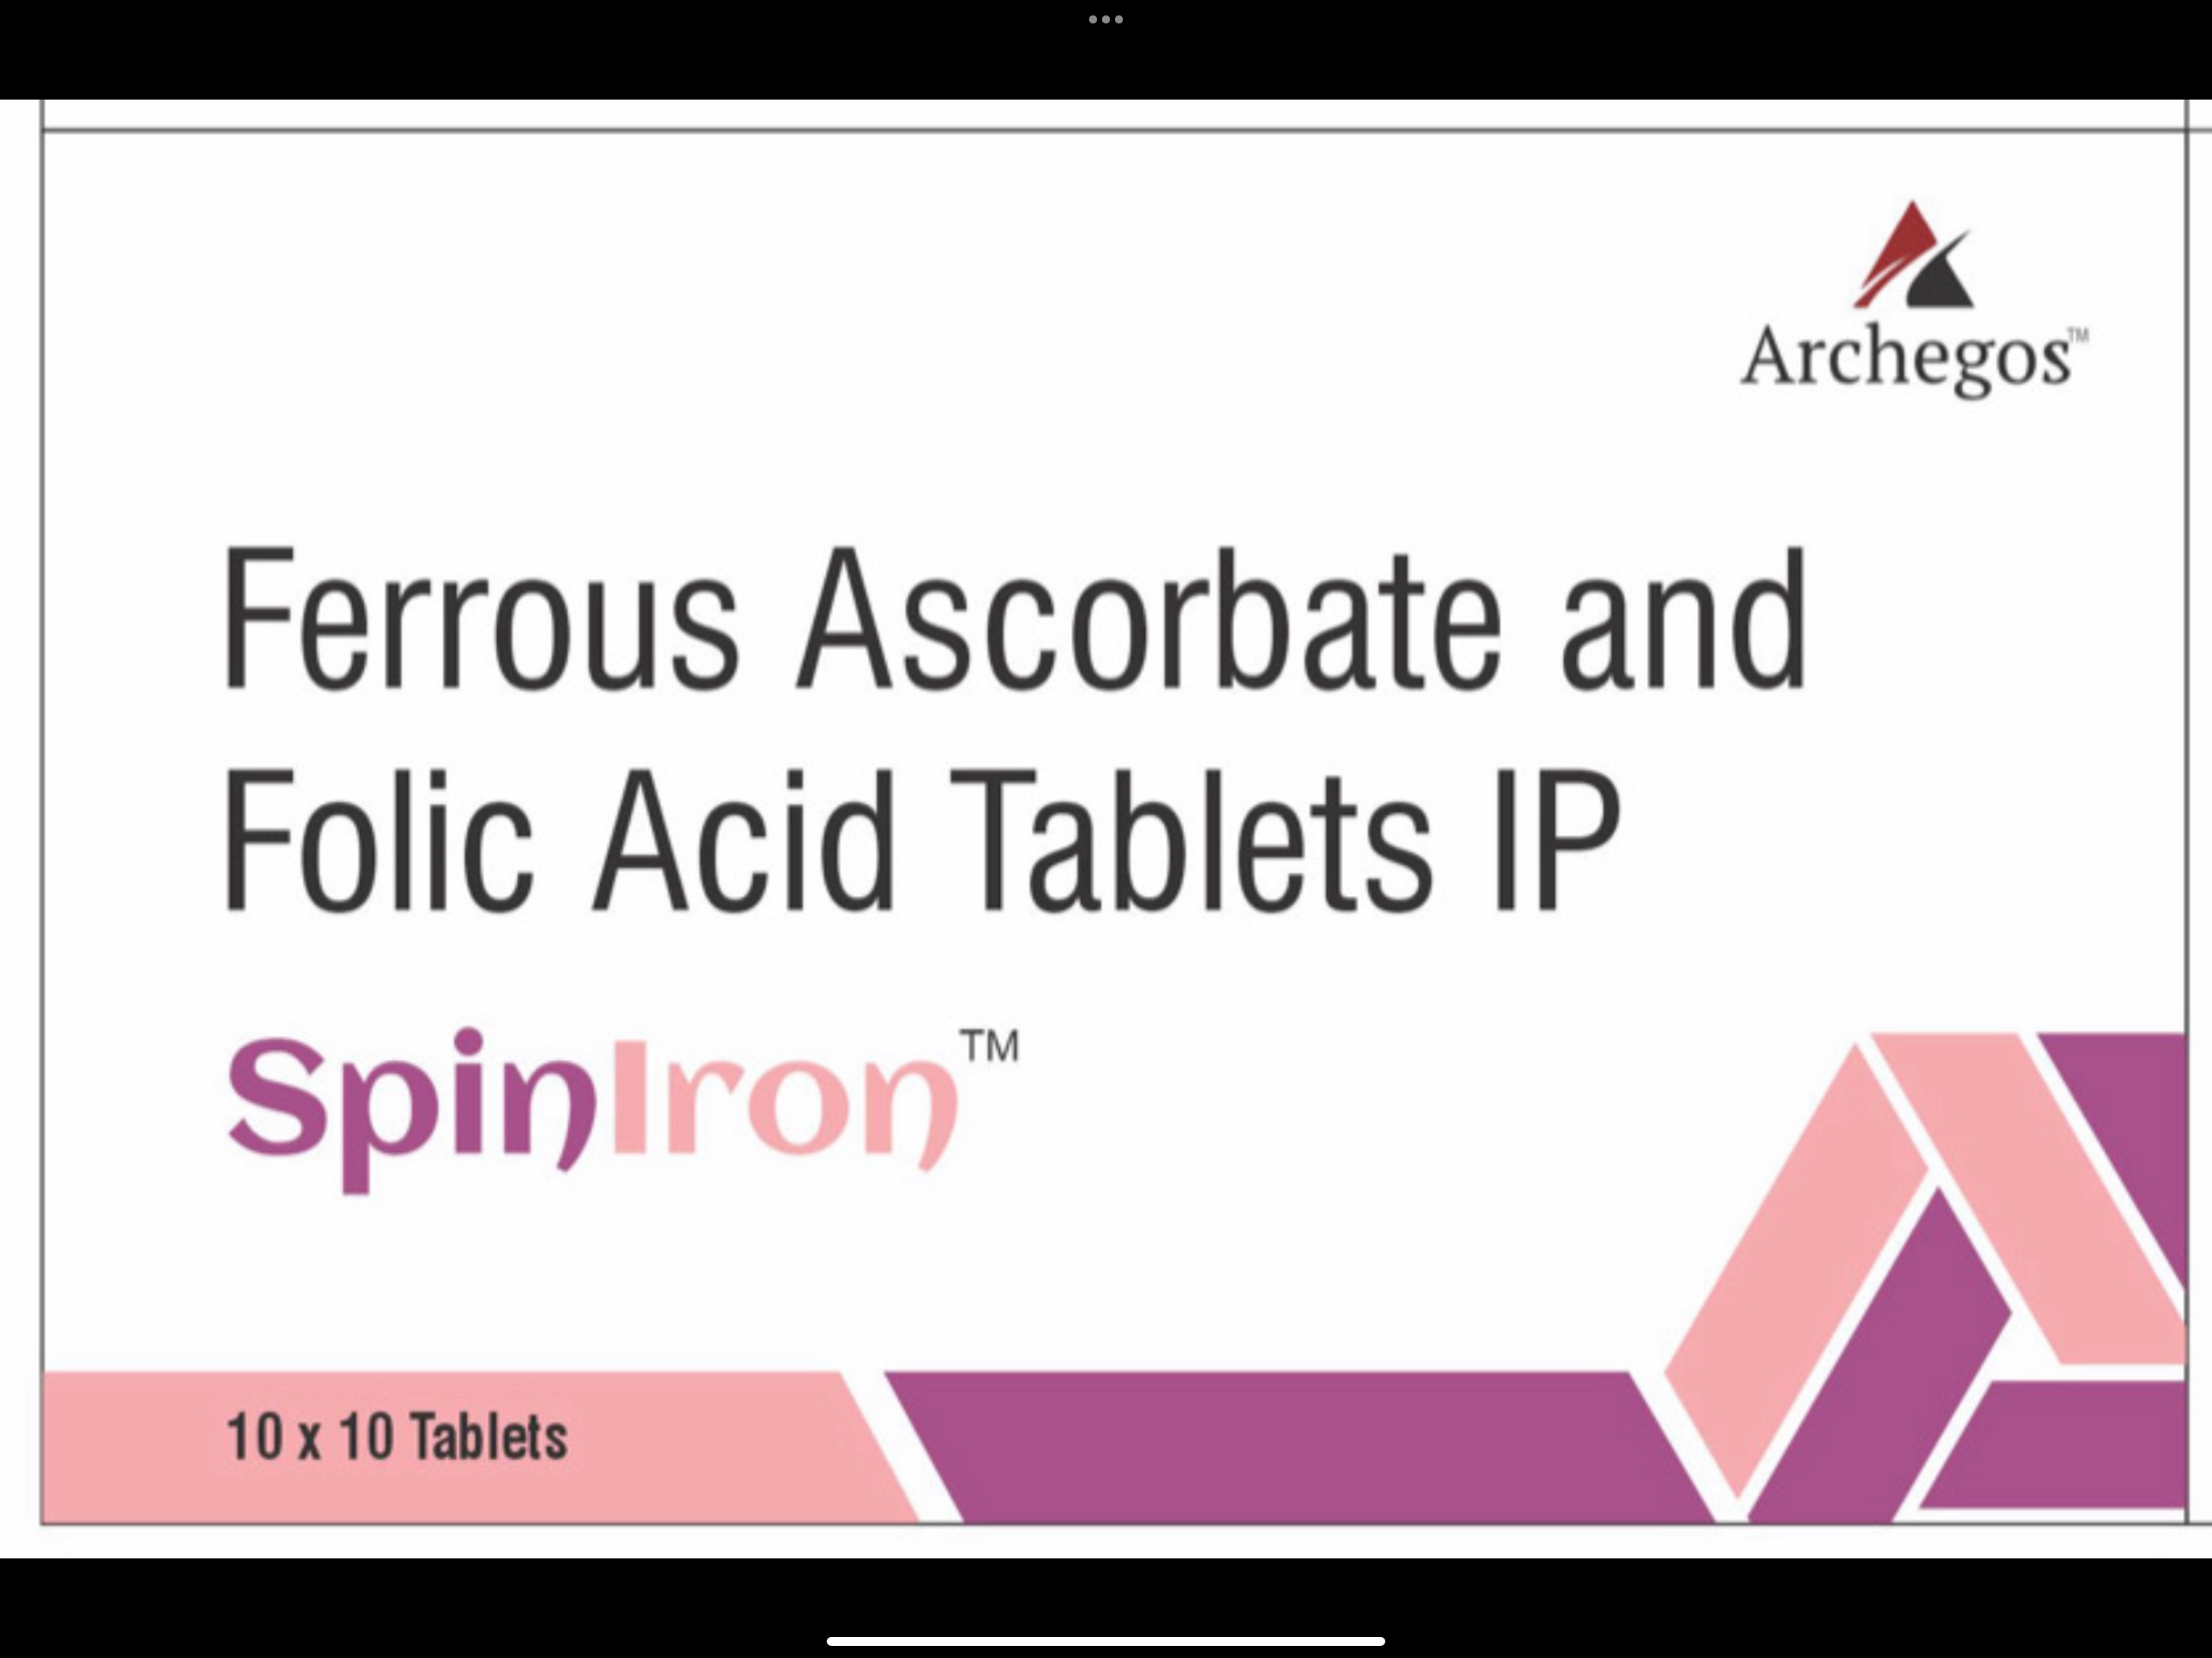 Archegos™
Ferrous Ascorbate and
Folic Acid Tablets IP
SpinIron™
10 x 10 Tablets